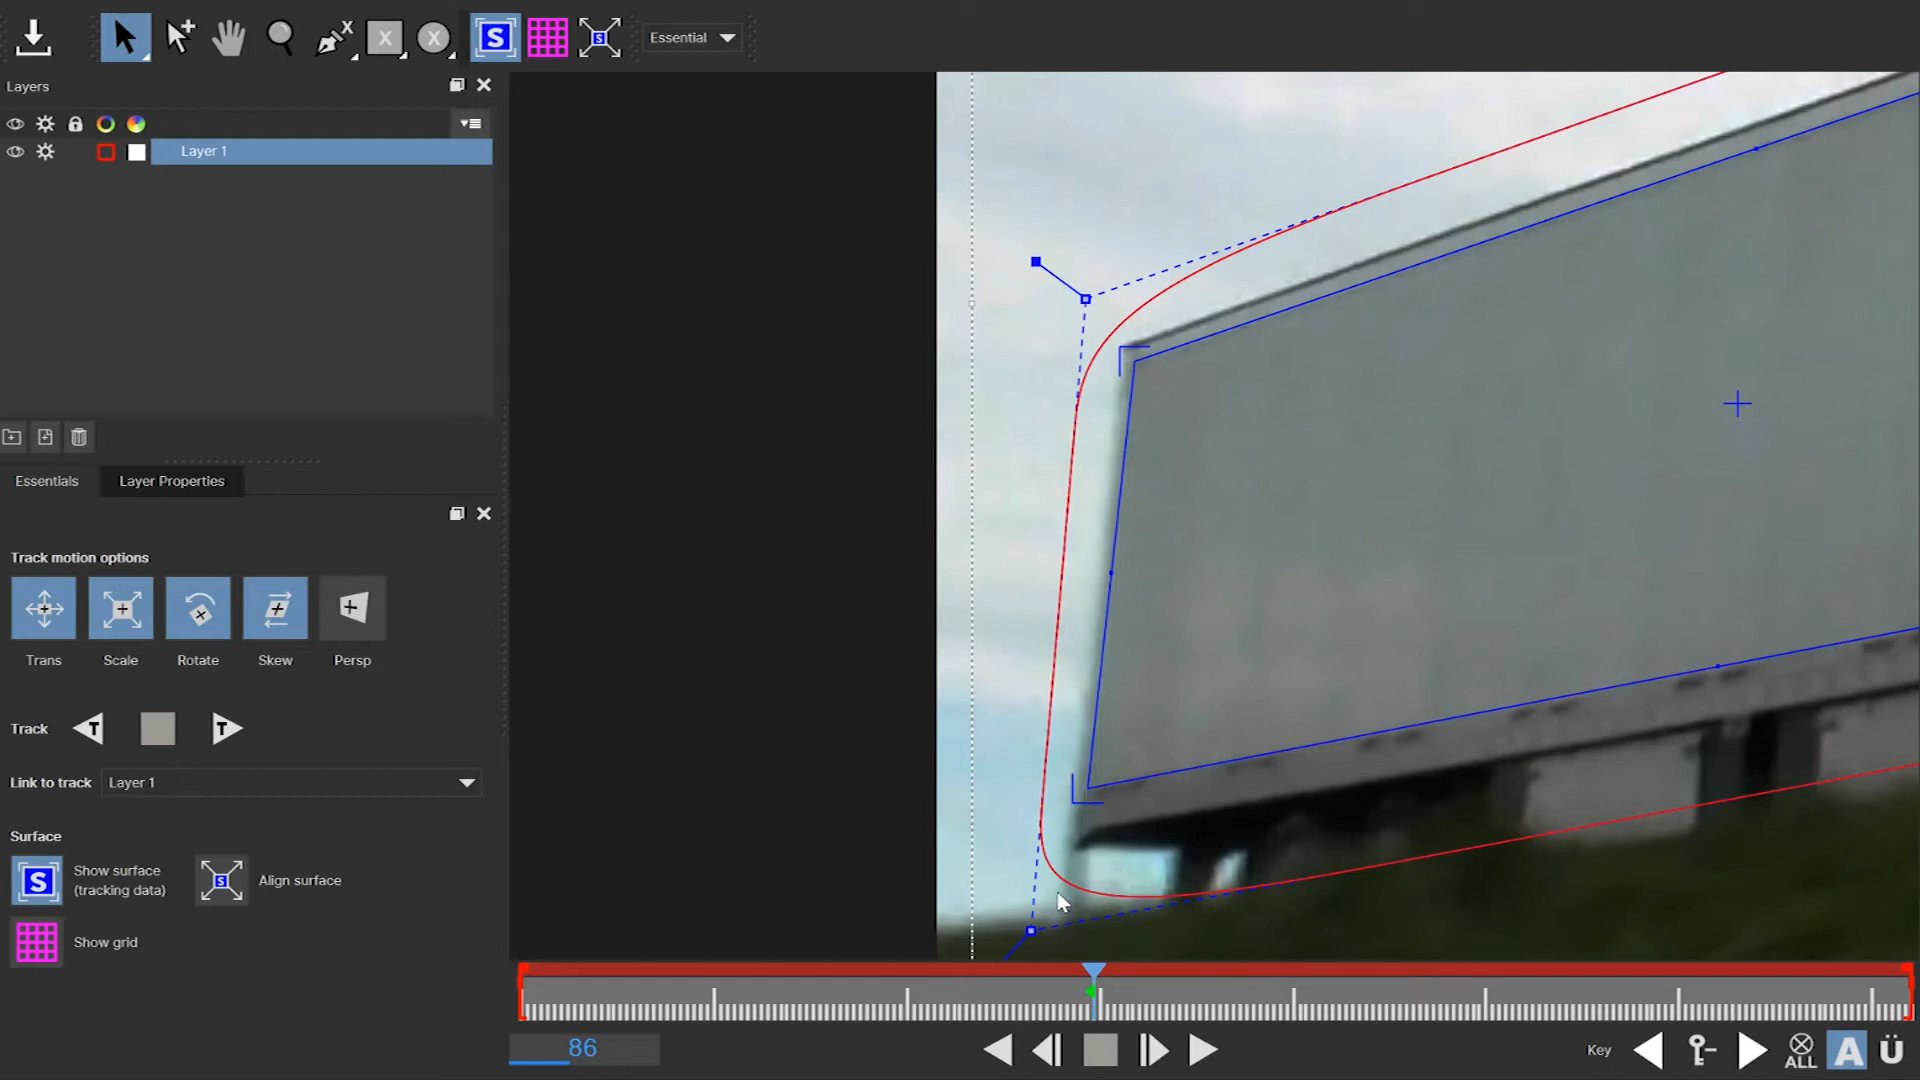 Essential
Layers
Layer 1
Essentials
Layer Properties
Track motion options
Trans
Scale
Rotate
Skew
Persp
Track
T
T
Link to track
Layer 1
Surface
S
Show surface
(tracking data)
S
Align surface
Show grid
86
Key
ALL
A
Ü
X
X
X
S
S